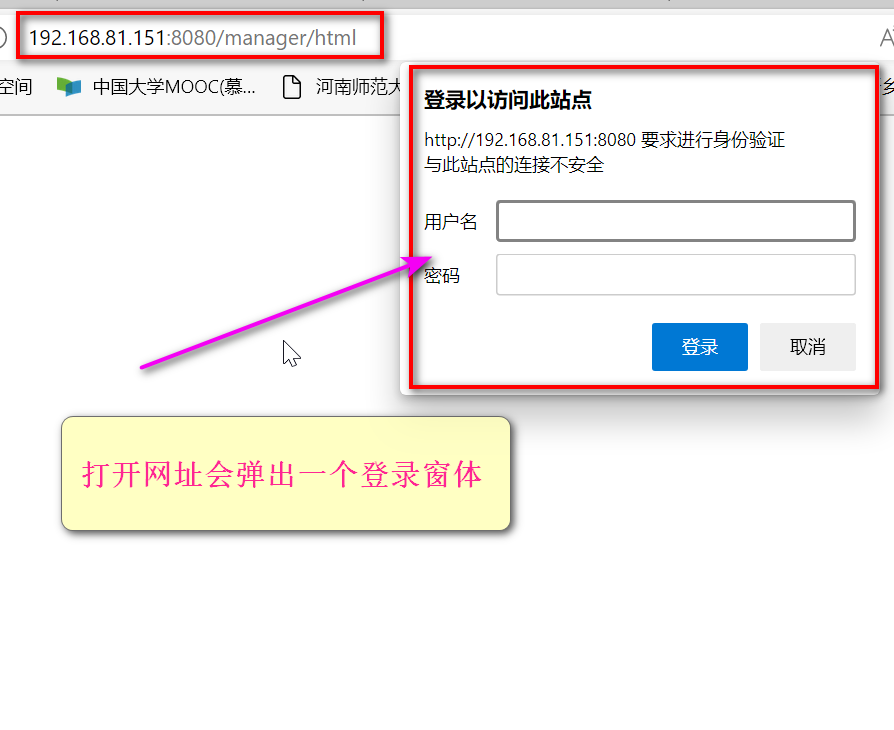 192.168.81.151:8080/manager/html
空间
中国大学MOOC(慕...
河南师范大
登录以访问此站点
http://192.168.81.151:8080 要求进行身份验证
与此站点的连接不安全
用户名
密码
登录
取消
打开网址会弹出一个登录窗体